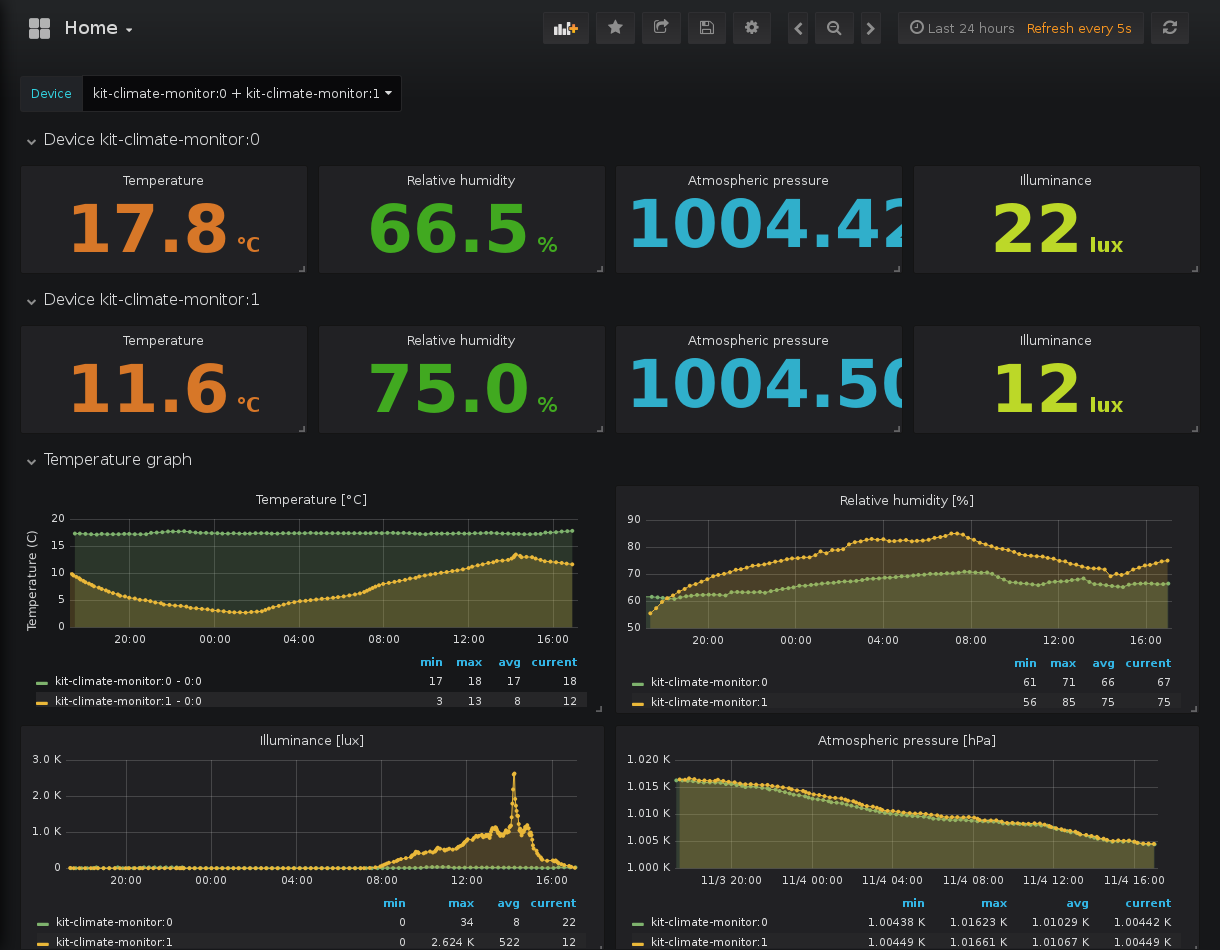 Home
Last 24 hours Refresh every 5s
Device kit-climate-monitor:0 + kit-climate-monitor:1
Device kit-climate-monitor:0
Temperature Relative humidity Atmospheric pressure Illuminance
17.8 °C 66.5 % 1004.42 22 lux
Device kit-climate-monitor:1
Temperature Relative humidity Atmospheric pressure Illuminance
11.6 °C 75.0 % 1004.50 12 lux
Temperature graph
Temperature [°C]
Temperature (C)
20
15
10
5
0
20:00 00:00 04:00 08:00 12:00 16:00
min max avg current
kit-climate-monitor:0 - 0:0 17 18 17 18
kit-climate-monitor:1 - 0:0 3 13 8 12
Relative humidity [%]
90
80
70
60
50
20:00 00:00 04:00 08:00 12:00 16:00
min max avg current
kit-climate-monitor:0 61 71 66 67
kit-climate-monitor:1 56 85 75 75
Illuminance [lux]
3.0 K
2.0 K
1.0 K
0
20:00 00:00 04:00 08:00 12:00 16:00
min max avg current
kit-climate-monitor:0 0 34 8 22
kit-climate-monitor:1 0 2.624 K 522 12
Atmospheric pressure [hPa]
1.020 K
1.015 K
1.010 K
1.005 K
1.000 K
11/3 20:00 11/4 00:00 11/4 04:00 11/4 08:00 11/4 12:00 11/4 16:00
min max avg current
kit-climate-monitor:0 1.00438 K 1.01623 K 1.01029 K 1.00442 K
kit-climate-monitor:1 1.00449 K 1.01661 K 1.01067 K 1.00449 K